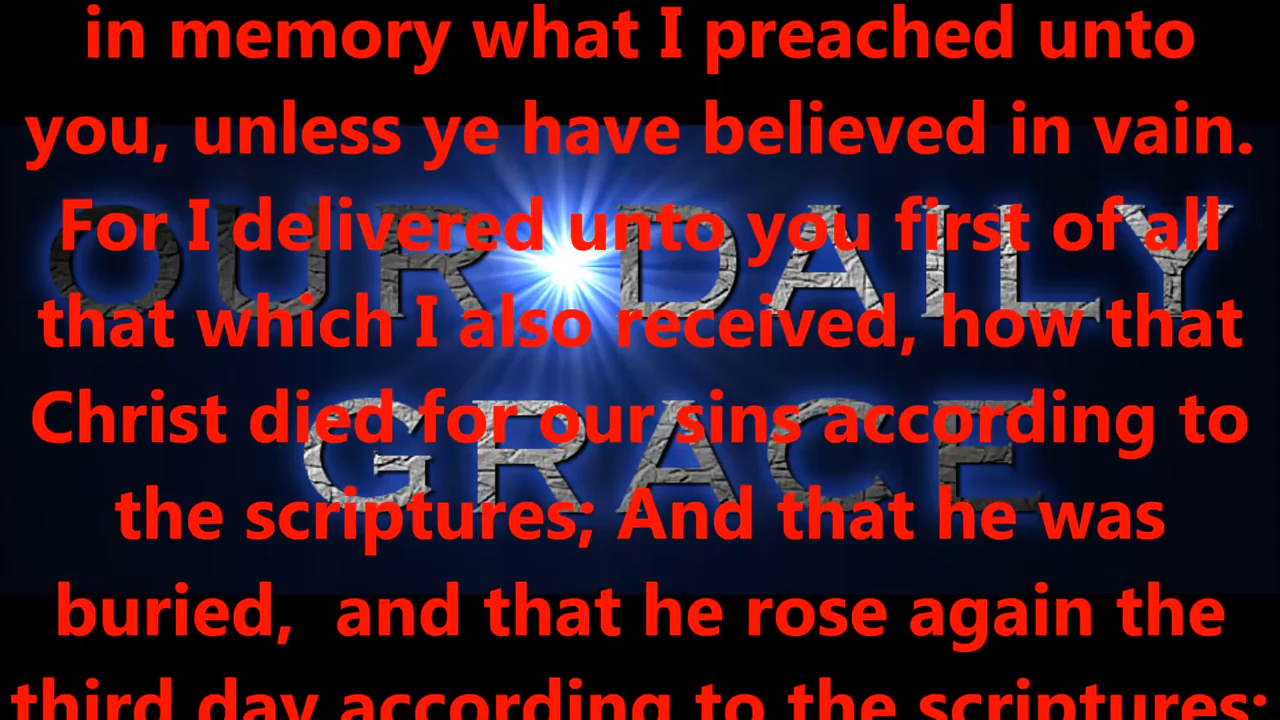 in memory what I preached unto
you, unless ye have believed in vain.
For I delivered unto you first of all
that which I also received, how that
Christ died for our sins according to
the scriptures; And that he was
buried,  and that he rose again the
third day according to the scriptures:
OUR DAILY
GRACE